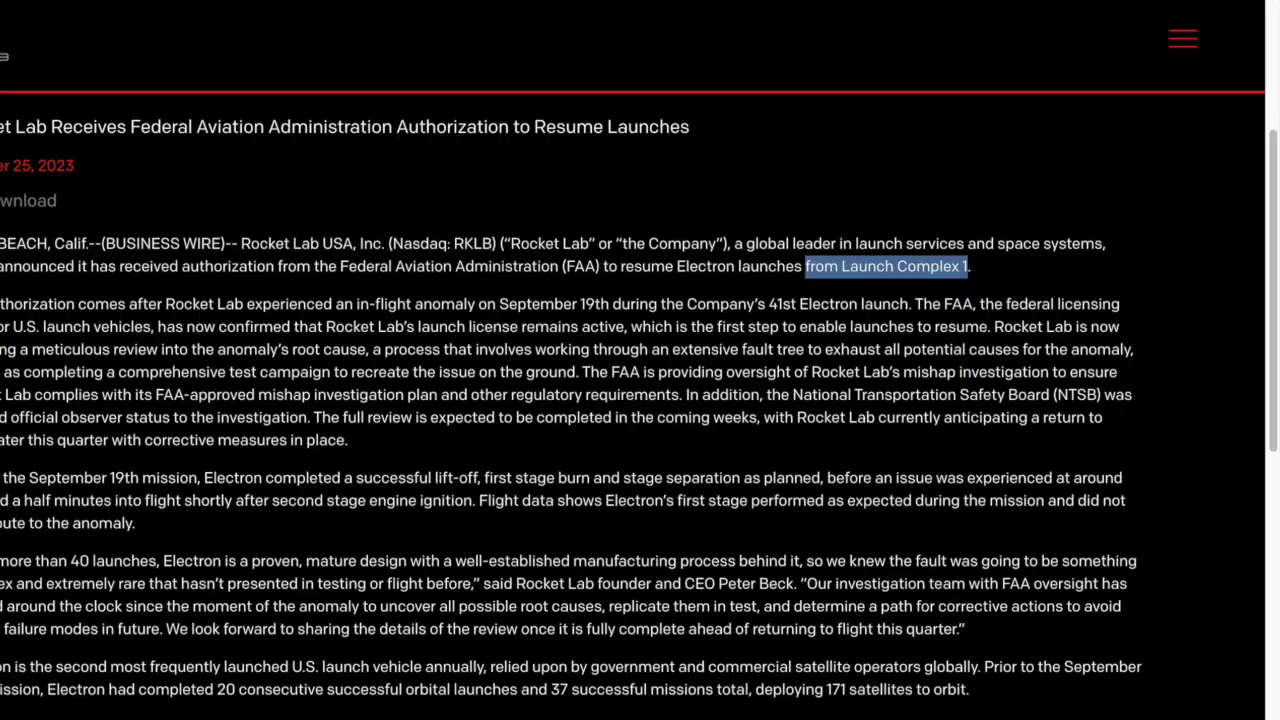 et Lab Receives Federal Aviation Administration Authorization to Resume Launches
er 25, 2023
wnload
BEACH, Calif.--(BUSINESS WIRE)-- Rocket Lab USA, Inc. (Nasdaq: RKLB) (“Rocket Lab” or “the Company”), a global leader in launch services and space systems,
announced it has received authorization from the Federal Aviation Administration (FAA) to resume Electron launches from Launch Complex 1.
thorization comes after Rocket Lab experienced an in-flight anomaly on September 19th during the Company’s 41st Electron launch. The FAA, the federal licensing
or U.S. launch vehicles, has now confirmed that Rocket Lab’s launch license remains active, which is the first step to enable launches to resume. Rocket Lab is now
ng a meticulous review into the anomaly’s root cause, a process that involves working through an extensive fault tree to exhaust all potential causes for the anomaly,
as completing a comprehensive test campaign to recreate the issue on the ground. The FAA is providing oversight of Rocket Lab’s mishap investigation to ensure
t Lab complies with its FAA-approved mishap investigation plan and other regulatory requirements. In addition, the National Transportation Safety Board (NTSB) was
d official observer status to the investigation. The full review is expected to be completed in the coming weeks, with Rocket Lab currently anticipating a return to
ater this quarter with corrective measures in place.
the September 19th mission, Electron completed a successful lift-off, first stage burn and stage separation as planned, before an issue was experienced at around
d a half minutes into flight shortly after second stage engine ignition. Flight data shows Electron’s first stage performed as expected during the mission and did not
oute to the anomaly.
more than 40 launches, Electron is a proven, mature design with a well-established manufacturing process behind it, so we knew the fault was going to be something
ex and extremely rare that hasn’t presented in testing or flight before,” said Rocket Lab founder and CEO Peter Beck. “Our investigation team with FAA oversight has
d around the clock since the moment of the anomaly to uncover all possible root causes, replicate them in test, and determine a path for corrective actions to avoid
failure modes in future. We look forward to sharing the details of the review once it is fully complete ahead of returning to flight this quarter.”
on is the second most frequently launched U.S. launch vehicle annually, relied upon by government and commercial satellite operators globally. Prior to the September
ission, Electron had completed 20 consecutive successful orbital launches and 37 successful missions total, deploying 171 satellites to orbit.